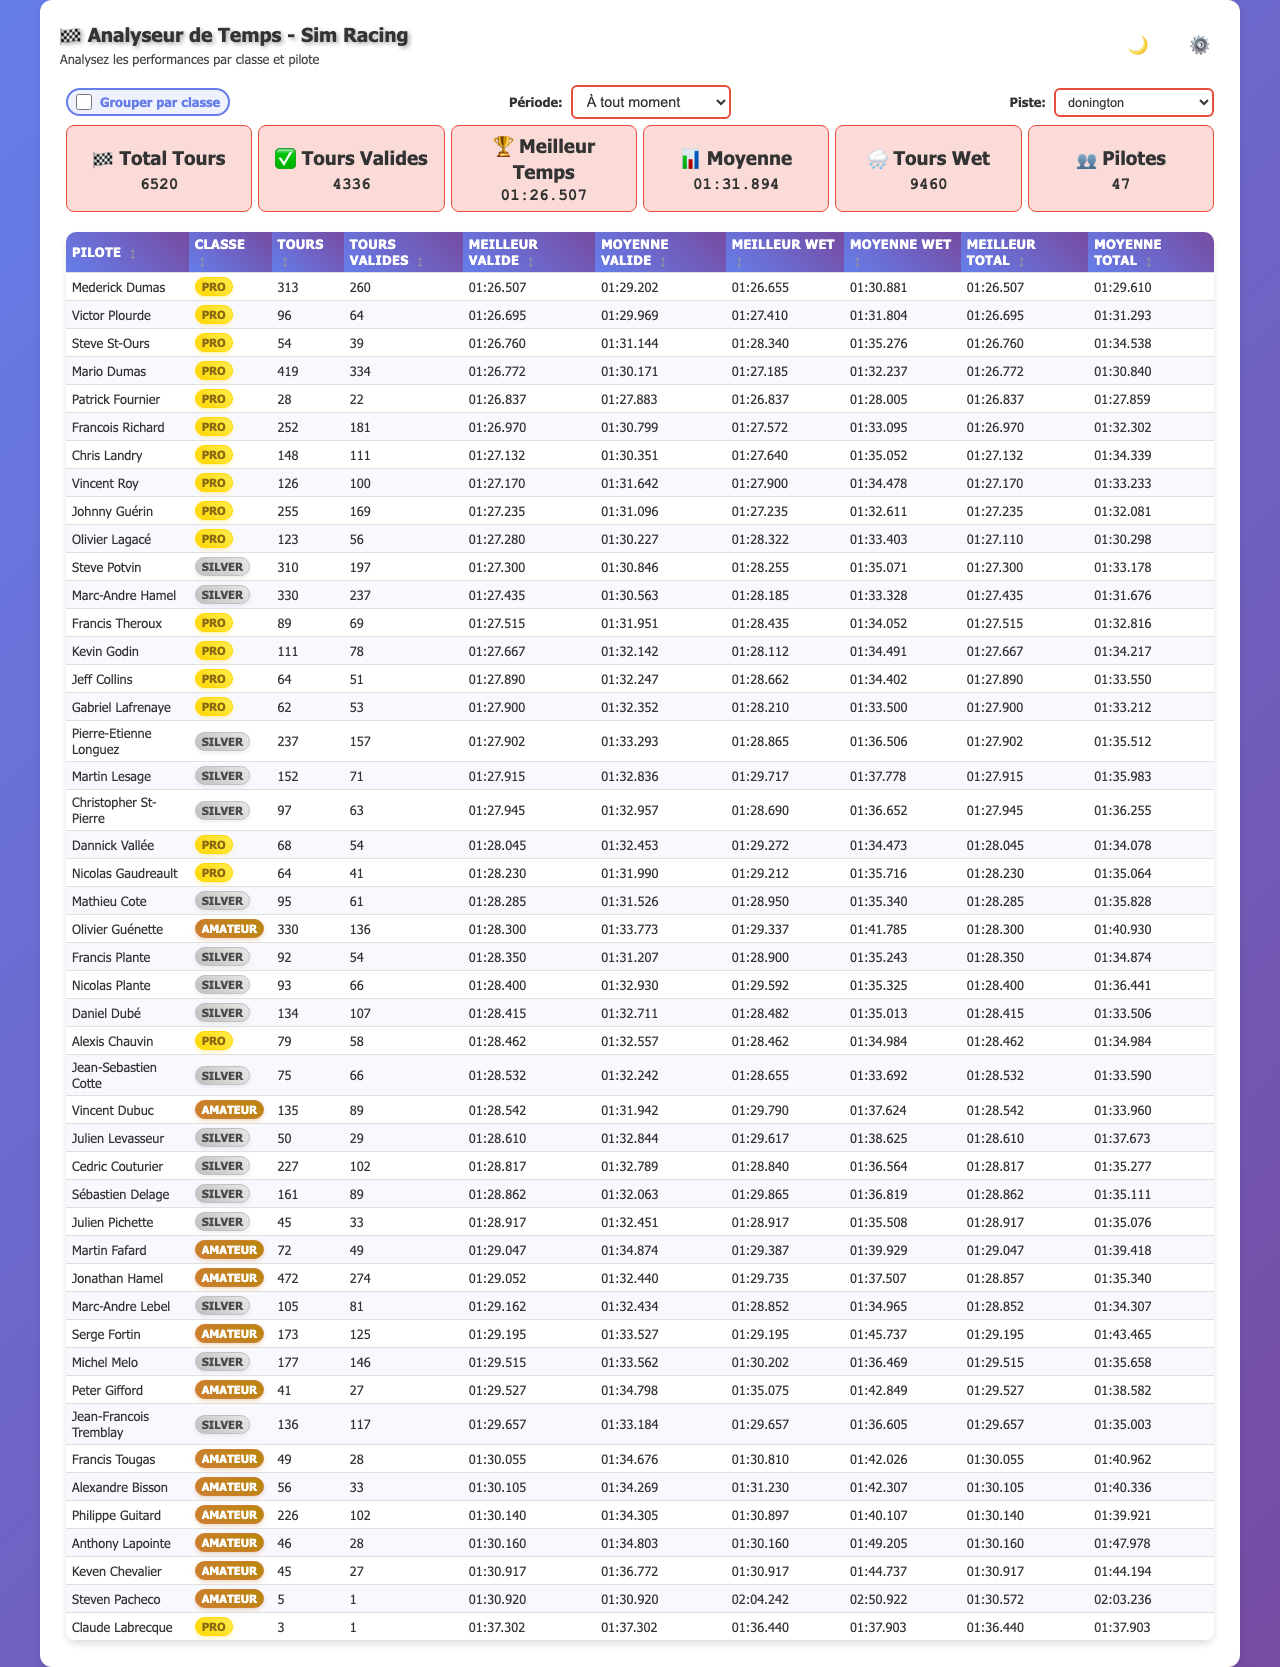 🏁 Analyseur de Temps - Sim Racing
Analysez les performances par classe et pilote
Grouper par classe
Période: À tout moment
Piste: donington
🏁 Total Tours
6520
✅ Tours Valides
4336
🏆 Meilleur Temps
01:26.507
📊 Moyenne
01:31.894
🌧️ Tours Wet
9460
👥 Pilotes
47
PILOTE ↕ CLASSE ↕ TOURS ↕ TOURS VALIDES ↕ MEILLEUR VALIDE ↕ MOYENNE VALIDE ↕ MEILLEUR WET ↕ MOYENNE WET ↕ MEILLEUR TOTAL ↕ MOYENNE TOTAL ↕
Mederick Dumas PRO 313 260 01:26.507 01:29.202 01:26.655 01:30.881 01:26.507 01:29.610
Victor Plourde PRO 96 64 01:26.695 01:29.969 01:27.410 01:31.804 01:26.695 01:31.293
Steve St-Ours PRO 54 39 01:26.760 01:31.144 01:28.340 01:35.276 01:26.760 01:34.538
Mario Dumas PRO 419 334 01:26.772 01:30.171 01:27.185 01:32.237 01:26.772 01:30.840
Patrick Fournier PRO 28 22 01:26.837 01:27.883 01:26.837 01:28.005 01:26.837 01:27.859
Francois Richard PRO 252 181 01:26.970 01:30.799 01:27.572 01:33.095 01:26.970 01:32.302
Chris Landry PRO 148 111 01:27.132 01:30.351 01:27.640 01:35.052 01:27.132 01:34.339
Vincent Roy PRO 126 100 01:27.170 01:31.642 01:27.900 01:34.478 01:27.170 01:33.233
Johnny Guérin PRO 255 169 01:27.235 01:31.096 01:27.235 01:32.611 01:27.235 01:32.081
Olivier Lagacé PRO 123 56 01:27.280 01:30.227 01:28.322 01:33.403 01:27.110 01:30.298
Steve Potvin SILVER 310 197 01:27.300 01:30.846 01:28.255 01:35.071 01:27.300 01:33.178
Marc-Andre Hamel SILVER 330 237 01:27.435 01:30.563 01:28.185 01:33.328 01:27.435 01:31.676
Francis Theroux PRO 89 69 01:27.515 01:31.951 01:28.435 01:34.052 01:27.515 01:32.816
Kevin Godin PRO 111 78 01:27.667 01:32.142 01:28.112 01:34.491 01:27.667 01:34.217
Jeff Collins PRO 64 51 01:27.890 01:32.247 01:28.662 01:34.402 01:27.890 01:33.550
Gabriel Lafrenaye PRO 62 53 01:27.900 01:32.352 01:28.210 01:33.500 01:27.900 01:33.212
Pierre-Etienne Longuez SILVER 237 157 01:27.902 01:33.293 01:28.865 01:36.506 01:27.902 01:35.512
Martin Lesage SILVER 152 71 01:27.915 01:32.836 01:29.717 01:37.778 01:27.915 01:35.983
Christopher St-Pierre SILVER 97 63 01:27.945 01:32.957 01:28.690 01:36.652 01:27.945 01:36.255
Dannick Vallée PRO 68 54 01:28.045 01:32.453 01:29.272 01:34.473 01:28.045 01:34.078
Nicolas Gaudreault PRO 64 41 01:28.230 01:31.990 01:29.212 01:35.716 01:28.230 01:35.064
Mathieu Cote SILVER 95 61 01:28.285 01:31.526 01:28.950 01:35.340 01:28.285 01:35.828
Olivier Guénette AMATEUR 330 136 01:28.300 01:33.773 01:29.337 01:41.785 01:28.300 01:40.930
Francis Plante SILVER 92 54 01:28.350 01:31.207 01:28.900 01:35.243 01:28.350 01:34.874
Nicolas Plante SILVER 93 66 01:28.400 01:32.930 01:29.592 01:35.325 01:28.400 01:36.441
Daniel Dubé SILVER 134 107 01:28.415 01:32.711 01:28.482 01:35.013 01:28.415 01:33.506
Alexis Chauvin PRO 79 58 01:28.462 01:32.557 01:28.462 01:34.984 01:28.462 01:34.984
Jean-Sebastien Cotte SILVER 75 66 01:28.532 01:32.242 01:28.655 01:33.692 01:28.532 01:33.590
Vincent Dubuc AMATEUR 135 89 01:28.542 01:31.942 01:29.790 01:37.624 01:28.542 01:33.960
Julien Levasseur SILVER 50 29 01:28.610 01:32.844 01:29.617 01:38.625 01:28.610 01:37.673
Cedric Couturier SILVER 227 102 01:28.817 01:32.789 01:28.840 01:36.564 01:28.817 01:35.277
Sébastien Delage SILVER 161 89 01:28.862 01:32.063 01:29.865 01:36.819 01:28.862 01:35.111
Julien Pichette SILVER 45 33 01:28.917 01:32.451 01:28.917 01:35.508 01:28.917 01:35.076
Martin Fafard AMATEUR 72 49 01:29.047 01:34.874 01:29.387 01:39.929 01:29.047 01:39.418
Jonathan Hamel AMATEUR 472 274 01:29.052 01:32.440 01:29.735 01:37.507 01:28.857 01:35.340
Marc-Andre Lebel SILVER 105 81 01:29.162 01:32.434 01:28.852 01:34.965 01:28.852 01:34.307
Serge Fortin AMATEUR 173 125 01:29.195 01:33.527 01:29.195 01:45.737 01:29.195 01:43.465
Michel Melo SILVER 177 146 01:29.515 01:33.562 01:30.202 01:36.469 01:29.515 01:35.658
Peter Gifford AMATEUR 41 27 01:29.527 01:34.798 01:35.075 01:42.849 01:29.527 01:38.582
Jean-Francois Tremblay SILVER 136 117 01:29.657 01:33.184 01:29.657 01:36.605 01:29.657 01:35.003
Francis Tougas AMATEUR 49 28 01:30.055 01:34.676 01:30.810 01:42.026 01:30.055 01:40.962
Alexandre Bisson AMATEUR 56 33 01:30.105 01:34.269 01:31.230 01:42.307 01:30.105 01:40.336
Philippe Guitard AMATEUR 226 102 01:30.140 01:34.305 01:30.897 01:40.107 01:30.140 01:39.921
Anthony Lapointe AMATEUR 46 28 01:30.160 01:34.803 01:30.160 01:49.205 01:30.160 01:47.978
Keven Chevalier AMATEUR 45 27 01:30.917 01:36.772 01:30.917 01:44.737 01:30.917 01:44.194
Steven Pacheco AMATEUR 5 1 01:30.920 01:30.920 02:04.242 02:50.922 01:30.572 02:03.236
Claude Labrecque PRO 3 1 01:37.302 01:37.302 01:36.440 01:37.903 01:36.440 01:37.903